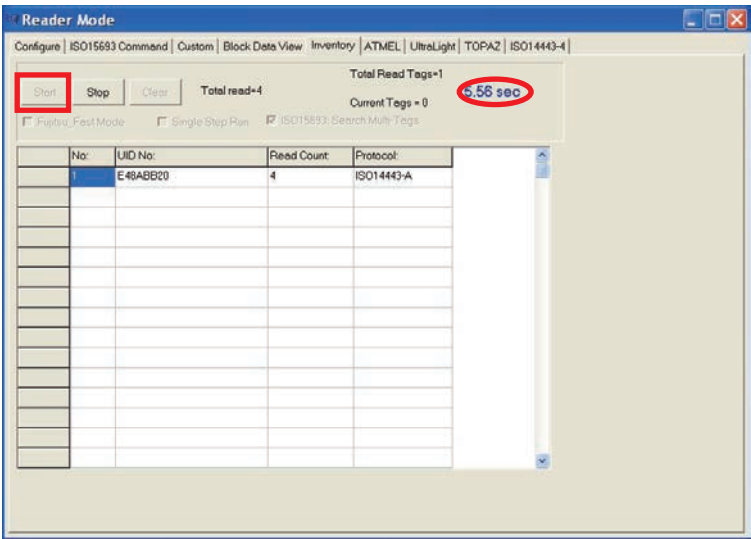 Reader Mode
Configure | ISO15693 Command | Custom | Block Data View | Inventory | ATMEL | UltraLight | TOPAZ | ISO14443-4
Start Stop Clear Total read=4 Total Read Tags=1 5.56 sec
Current Tags = 0
Fujitsu_Fast Mode Single Step Run ISO15693: Search Multi-Tags
No: UID No: Read Count: Protocol:
1 E48ABB20 4 ISO14443-A